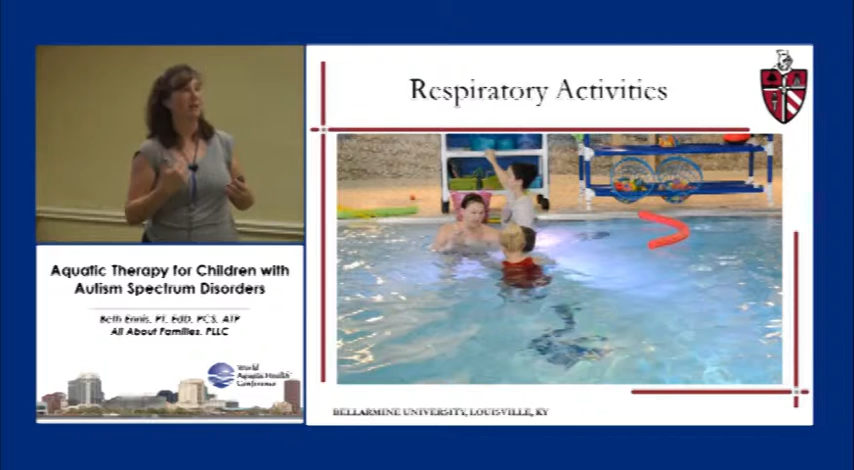 Respiratory Activities
Aquatic Therapy for Children with
Autism Spectrum Disorders
Beth Ennis, PT, EdD, PCS, ATP
All About Families, PLLC
World
Aquatic Health
Conference
BELLARMINE UNIVERSITY, LOUISVILLE, KY